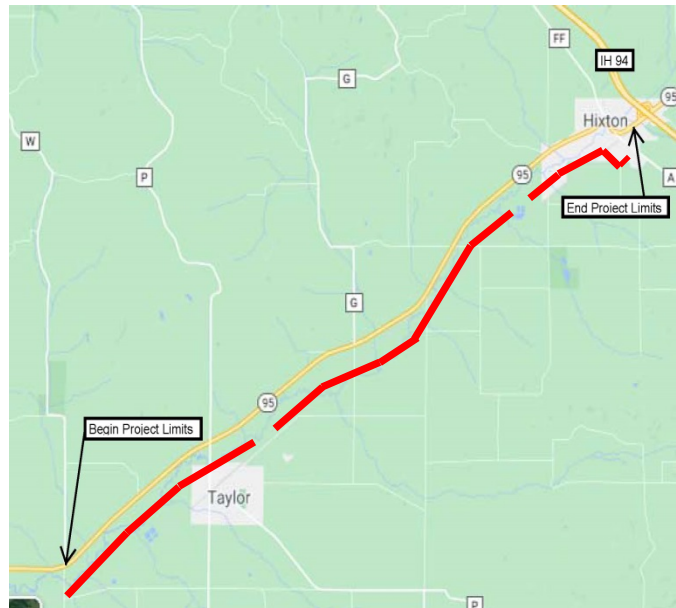 FF
IH 94
G
95
Hixton
W
P
95
A
End Project Limits
G
95
Begin Project Limits
Taylor
P